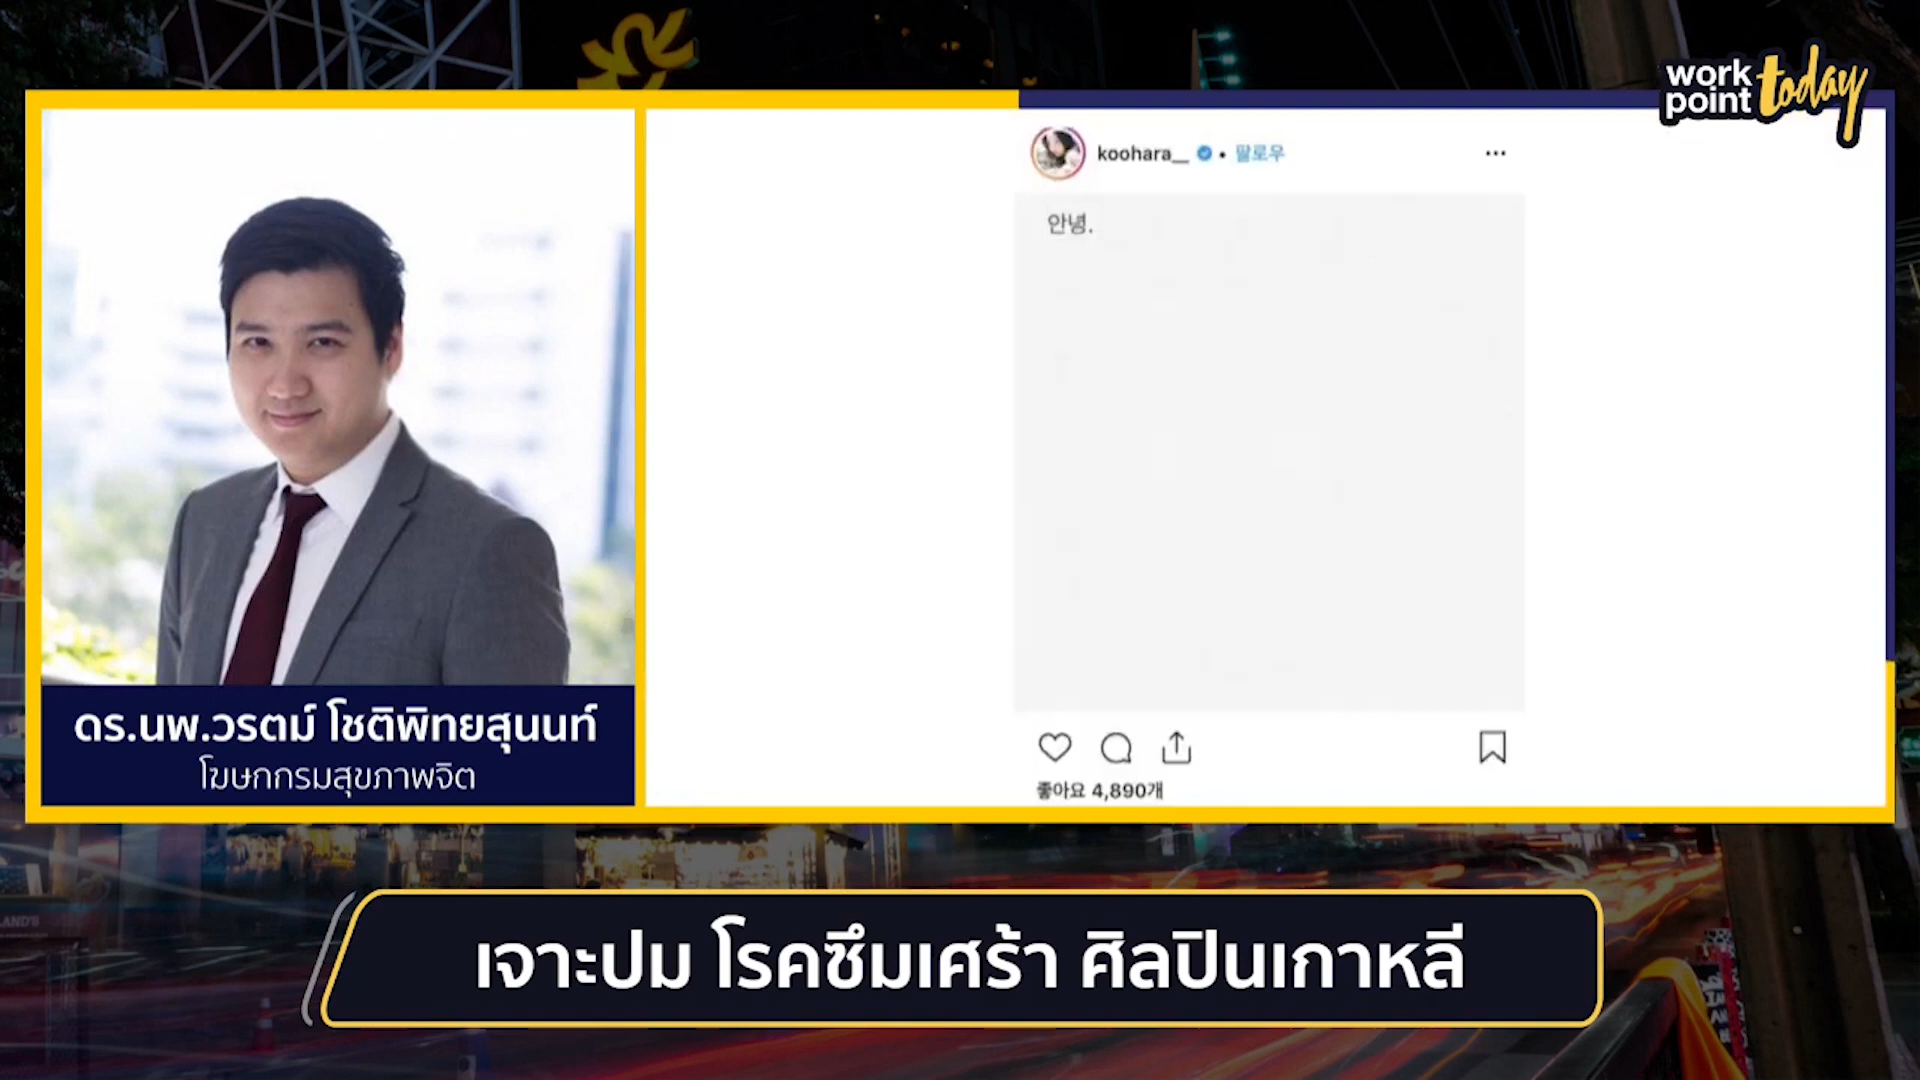 work
point today
koohara__ • 팔로우
안녕.
좋아요 4,890개
ดร.นพ.วรตม์ โชติพิทยสุนนท์
โฆษกกรมสุขภาพจิต
เจาะปม โรคซึมเศร้า ศิลปินเกาหลี
LAND'S